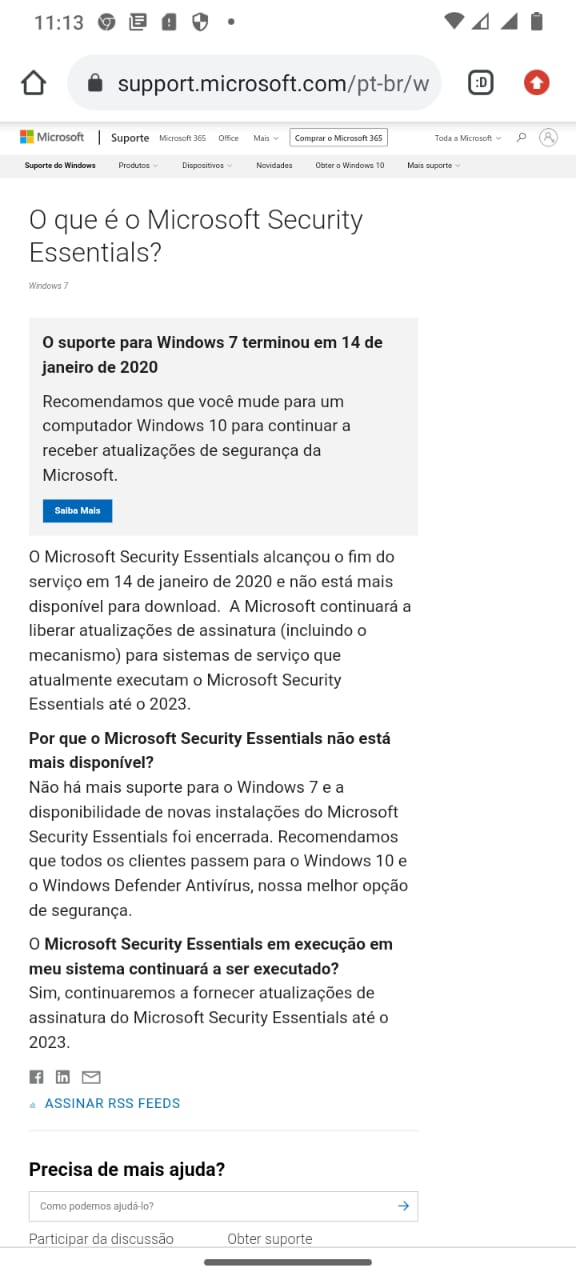 11:13
support.microsoft.com/pt-br/w
:D
Microsoft
Suporte
Microsoft 365
Office
Mais
Comprar o Microsoft 365
Toda a Microsoft
Suporte do Windows
Produtos
Dispositivos
Novidades
Obter o Windows 10
Mais suporte
O que é o Microsoft Security
Essentials?
Windows 7
O suporte para Windows 7 terminou em 14 de
janeiro de 2020
Recomendamos que você mude para um
computador Windows 10 para continuar a
receber atualizações de segurança da
Microsoft.
Saiba Mais
O Microsoft Security Essentials alcançou o fim do
serviço em 14 de janeiro de 2020 e não está mais
disponível para download.  A Microsoft continuará a
liberar atualizações de assinatura (incluindo o
mecanismo) para sistemas de serviço que
atualmente executam o Microsoft Security
Essentials até o 2023.
Por que o Microsoft Security Essentials não está
mais disponível?
Não há mais suporte para o Windows 7 e a
disponibilidade de novas instalações do Microsoft
Security Essentials foi encerrada. Recomendamos
que todos os clientes passem para o Windows 10 e
o Windows Defender Antivírus, nossa melhor opção
de segurança.
O Microsoft Security Essentials em execução em
meu sistema continuará a ser executado?
Sim, continuaremos a fornecer atualizações de
assinatura do Microsoft Security Essentials até o
2023.
ASSINAR RSS FEEDS
Precisa de mais ajuda?
Como podemos ajudá-lo?
Participar da discussão
Obter suporte